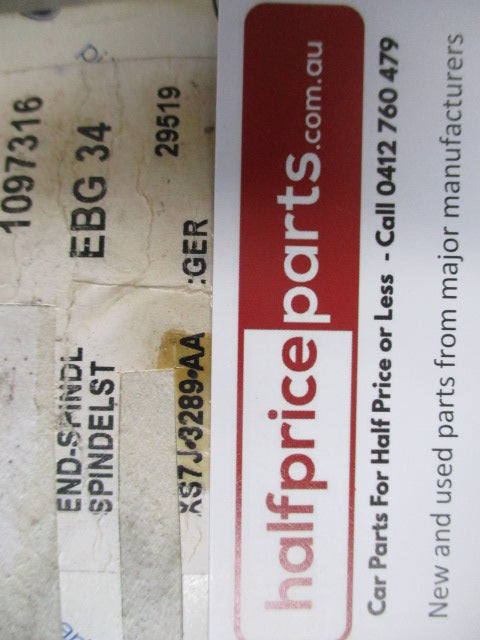 1097316
END-SPINDL EBG 34
SPINDELST
29519
XS7J-3289-AA :GER
halfpriceparts.com.au
Car Parts For Half Price or Less - Call 0412 760 479
New and used parts from major manufacturers